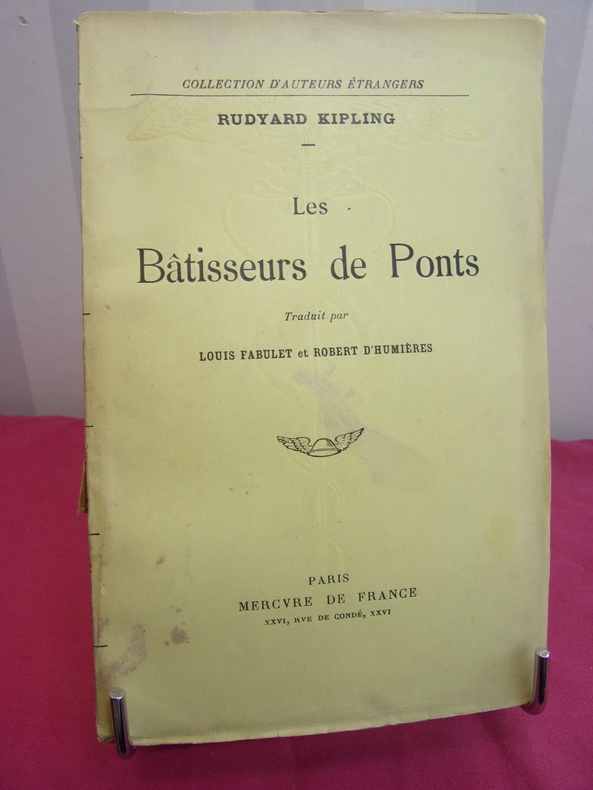 COLLECTION D'AUTEURS ÉTRANGERS
RUDYARD KIPLING
Les
Bâtisseurs de Ponts
Traduit par
LOUIS FABULET et ROBERT D'HUMIÈRES
PARIS
MERCVRE DE FRANCE
XXVI, RVE DE CONDÉ, XXVI